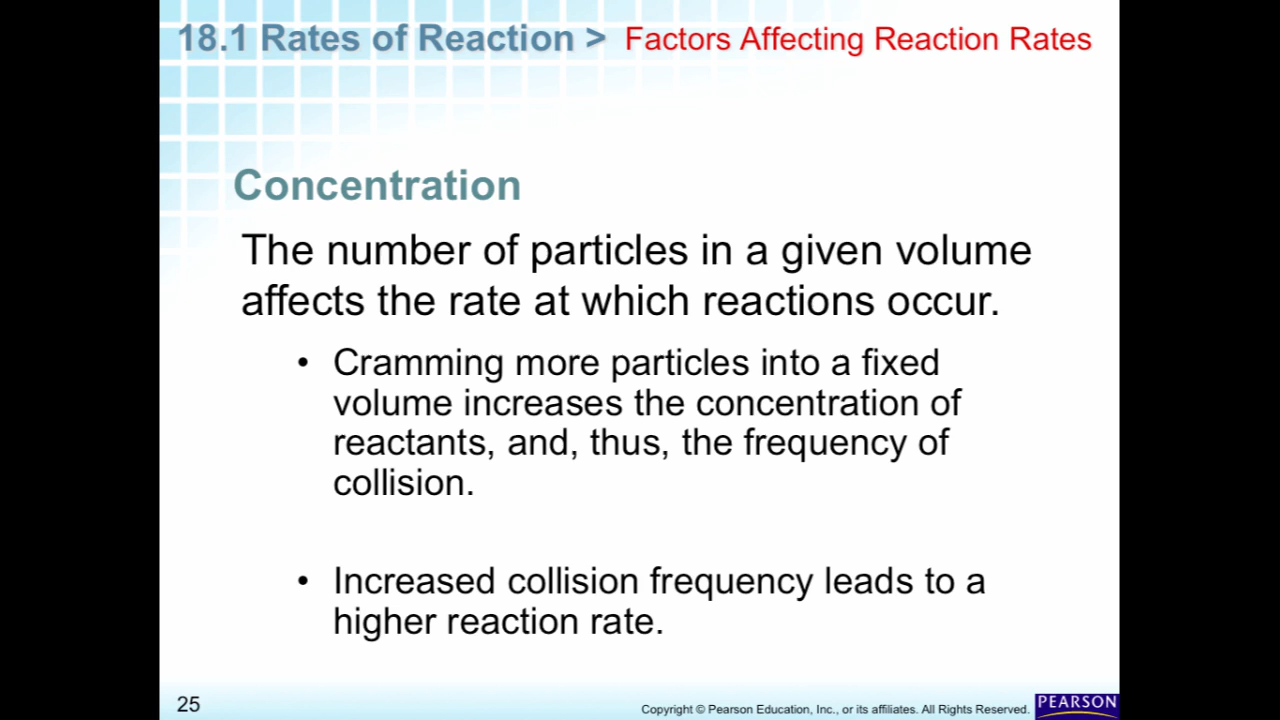 18.1 Rates of Reaction > Factors Affecting Reaction Rates
Concentration
The number of particles in a given volume
affects the rate at which reactions occur.
• Cramming more particles into a fixed
volume increases the concentration of
reactants, and, thus, the frequency of
collision.
• Increased collision frequency leads to a
higher reaction rate.
25
Copyright © Pearson Education, Inc., or its affiliates. All Rights Reserved.
PEARSON